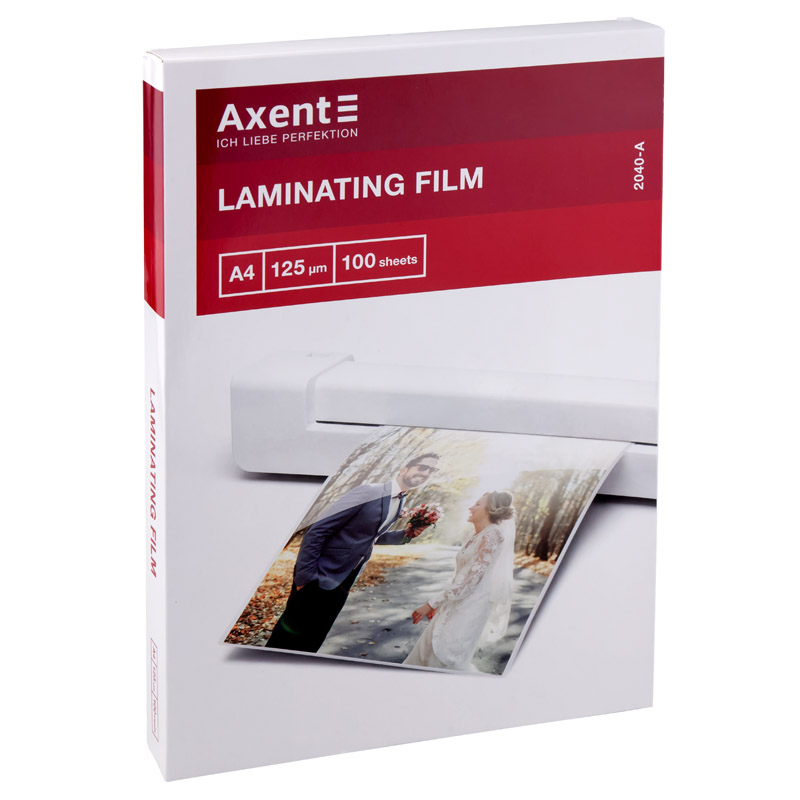 Axent
ICH LIEBE PERFEKTION
LAMINATING FILM
A4 125 µm 100 sheets
2040-A
LAMINATING FILM